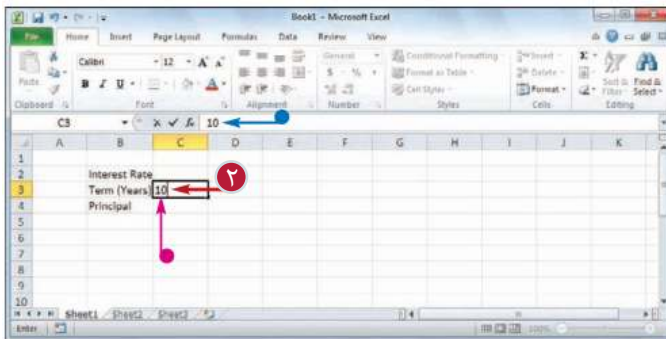 Book1 - Microsoft Excel
File Home Insert Page Layout Formulas Data Review View
Calibri 12 A A General Conditional Formatting Insert Σ
Paste B I U A $ % , Format as Table Delete Sort & Find &
Cell Styles Format Filter Select
Clipboard Font Alignment Number Styles Cells Editing
C3 fx 10
A B C D E F G H I J K
1
2 Interest Rate
3 Term (Years) 10 ٢
4 Principal
5
6
7
8
9
10
Sheet1 Sheet2 Sheet3
Enter 100%